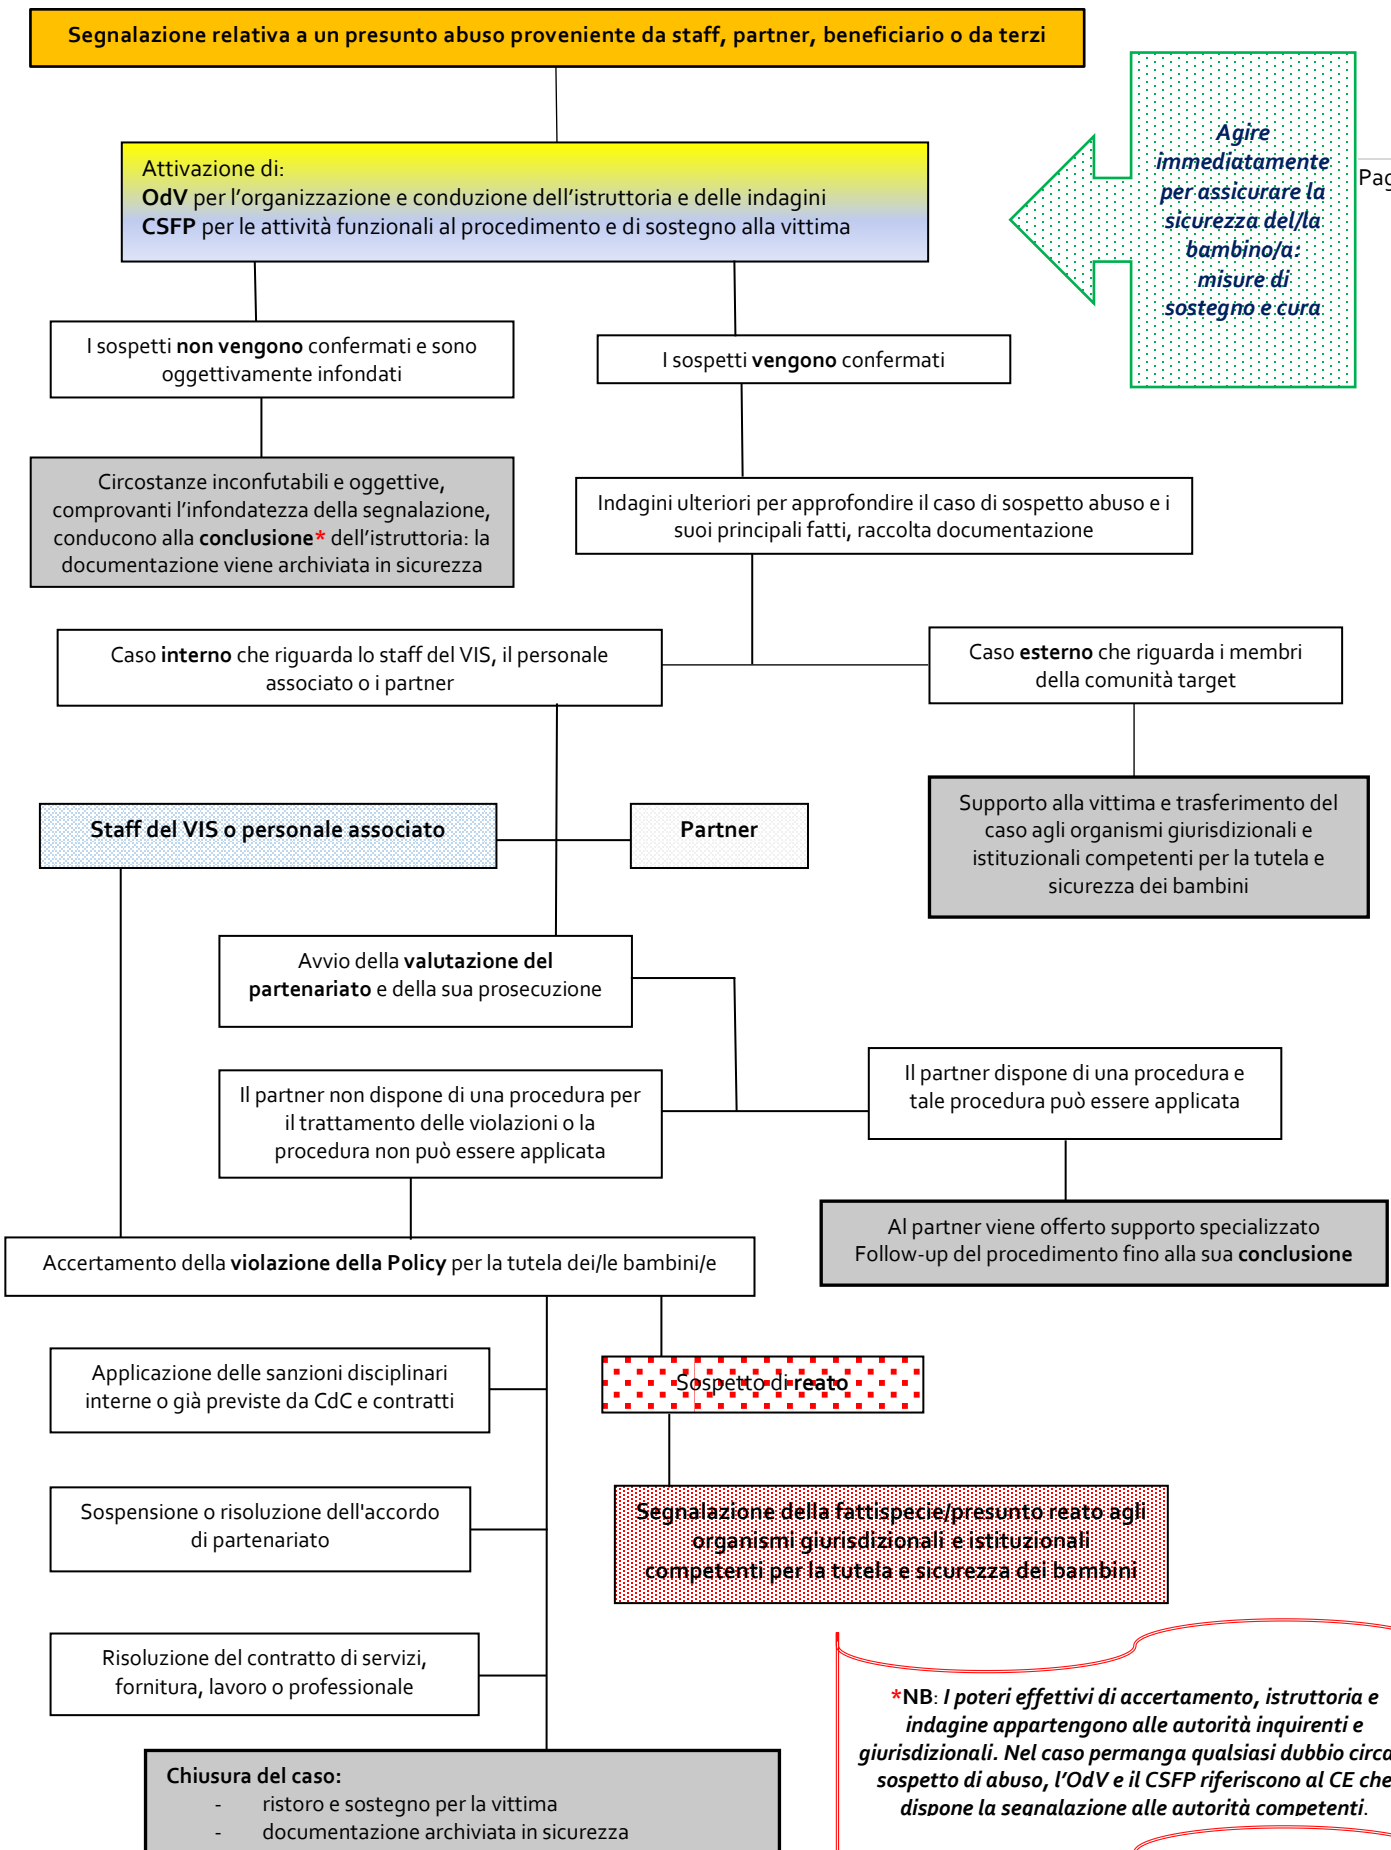 Segnalazione relativa a un presunto abuso proveniente da staff, partner, beneficiario o da terzi
Agire
immediatamente
per assicurare la
sicurezza del/la
bambino/a:
misure di
sostegno e cura
Pag
Attivazione di:
OdV per l'organizzazione e conduzione dell'istruttoria e delle indagini
CSFP per le attività funzionali al procedimento e di sostegno alla vittima
I sospetti non vengono confermati e sono
oggettivamente infondati
I sospetti vengono confermati
Circostanze inconfutabili e oggettive,
comprovanti l'infondatezza della segnalazione,
conducono alla conclusione* dell'istruttoria: la
documentazione viene archiviata in sicurezza
Indagini ulteriori per approfondire il caso di sospetto abuso e i
suoi principali fatti, raccolta documentazione
Caso interno che riguarda lo staff del VIS, il personale
associato o i partner
Caso esterno che riguarda i membri
della comunità target
Staff del VIS o personale associato
Partner
Supporto alla vittima e trasferimento del
caso agli organismi giurisdizionali e
istituzionali competenti per la tutela e
sicurezza dei bambini
Avvio della valutazione del
partenariato e della sua prosecuzione
Il partner non dispone di una procedura per
il trattamento delle violazioni o la
procedura non può essere applicata
Il partner dispone di una procedura e
tale procedura può essere applicata
Al partner viene offerto supporto specializzato
Follow-up del procedimento fino alla sua conclusione
Accertamento della violazione della Policy per la tutela dei/le bambini/e
Applicazione delle sanzioni disciplinari
interne o già previste da CdC e contratti
Sospetto di reato
Sospensione o risoluzione dell'accordo
di partenariato
Segnalazione della fattispecie/presunto reato agli
organismi giurisdizionali e istituzionali
competenti per la tutela e sicurezza dei bambini
Risoluzione del contratto di servizi,
fornitura, lavoro o professionale
*NB: I poteri effettivi di accertamento, istruttoria e
indagine appartengono alle autorità inquirenti e
giurisdizionali. Nel caso permanga qualsiasi dubbio circa
sospetto di abuso, l'OdV e il CSFP riferiscono al CE che
dispone la segnalazione alle autorità competenti.
Chiusura del caso:
- ristoro e sostegno per la vittima
- documentazione archiviata in sicurezza